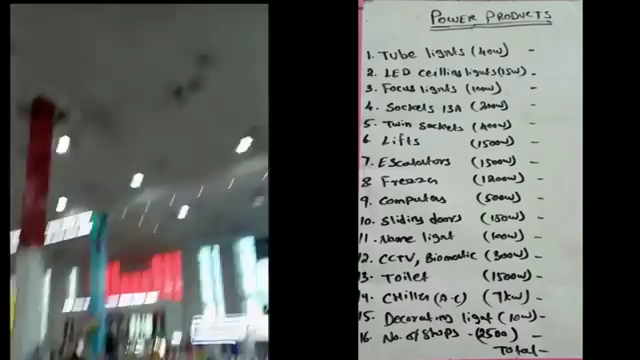 POWER PRODUCTS
1. Tube lights (40W) -
2. LED Ceilling lights (15W) -
3. Focus lights (100W) -
4. Sockets 13A (200W) -
5. Twin Sockets (400W) -
6. Lifts (1500W) -
7. Escalators (1500W) -
8. Freezer (1200W) -
9. Computers (500W) -
10. Sliding doors (150W) -
11. Name light (100W) -
12. CCTV, Biomatic (300W) -
13. Toilet (1500W) -
14. CHiller (A-C) (7KW) -
15. Decorating light (10W) -
16. No. of Shops - (2500) -
Total -